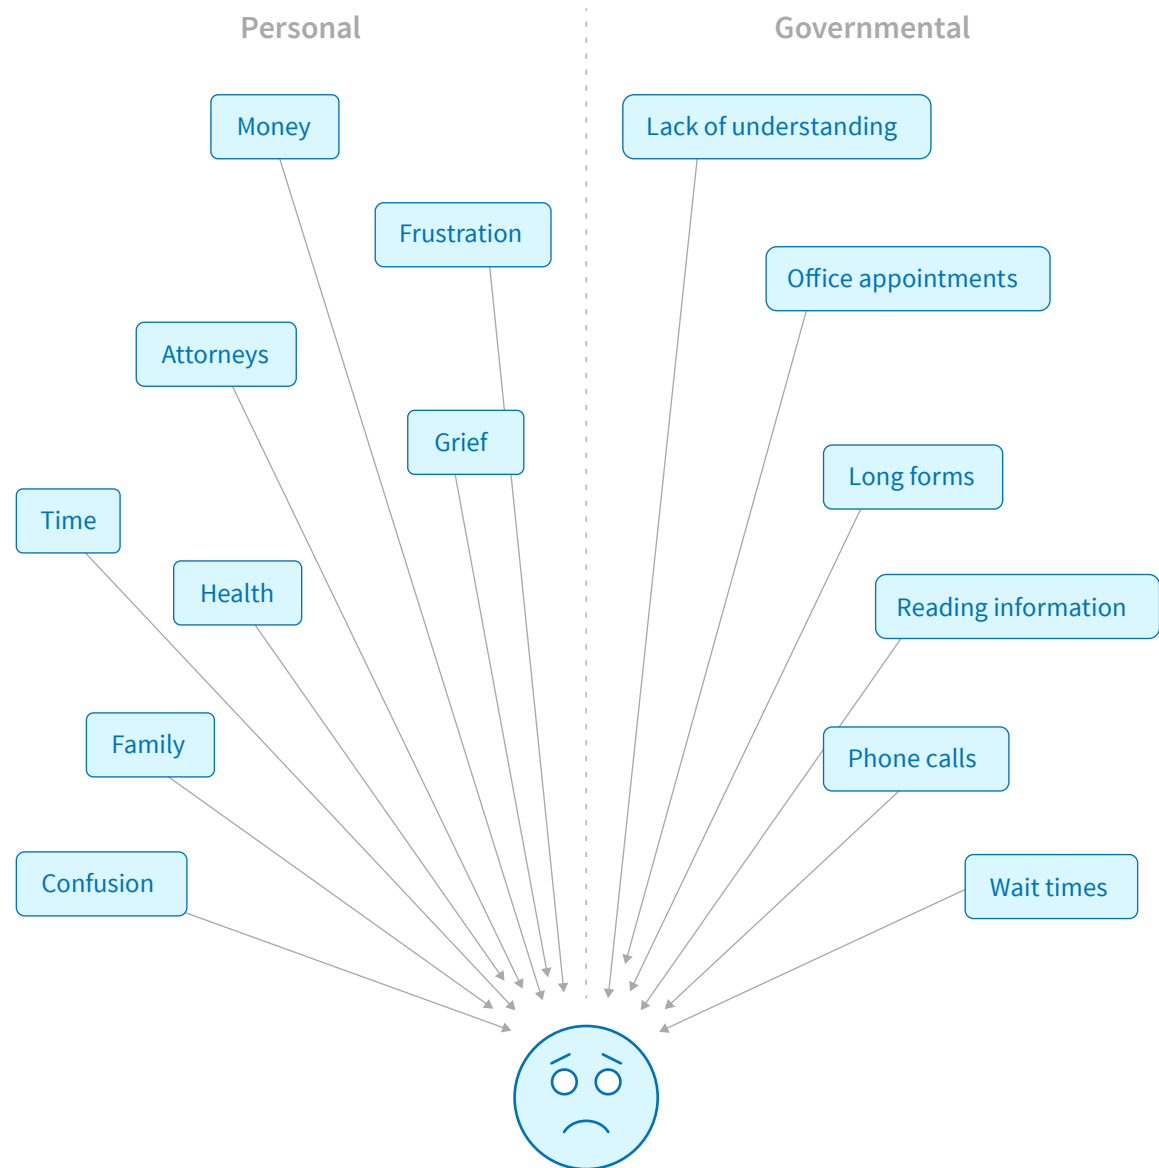 Personal
Governmental
Money
Lack of understanding
Frustration
Office appointments
Attorneys
Grief
Long forms
Time
Health
Reading information
Family
Phone calls
Confusion
Wait times